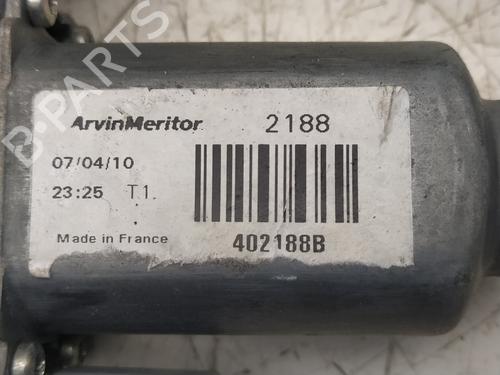 ArvinMeritor 2188
07/04/10
23:25 T1.
Made in France 402188B
B-PARTS